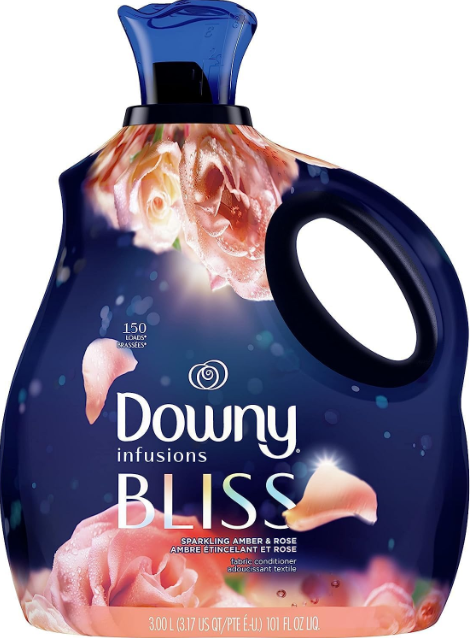 150
LOADS*
BRASSÉES*
Downy
infusions
BLISS
SPARKLING AMBER & ROSE
AMBRE ÉTINCELANT ET ROSE
fabric conditioner
adoucissant textile
3.00 L (3.17 US QT/PTE É-U.) 101 FL OZ LIQ.